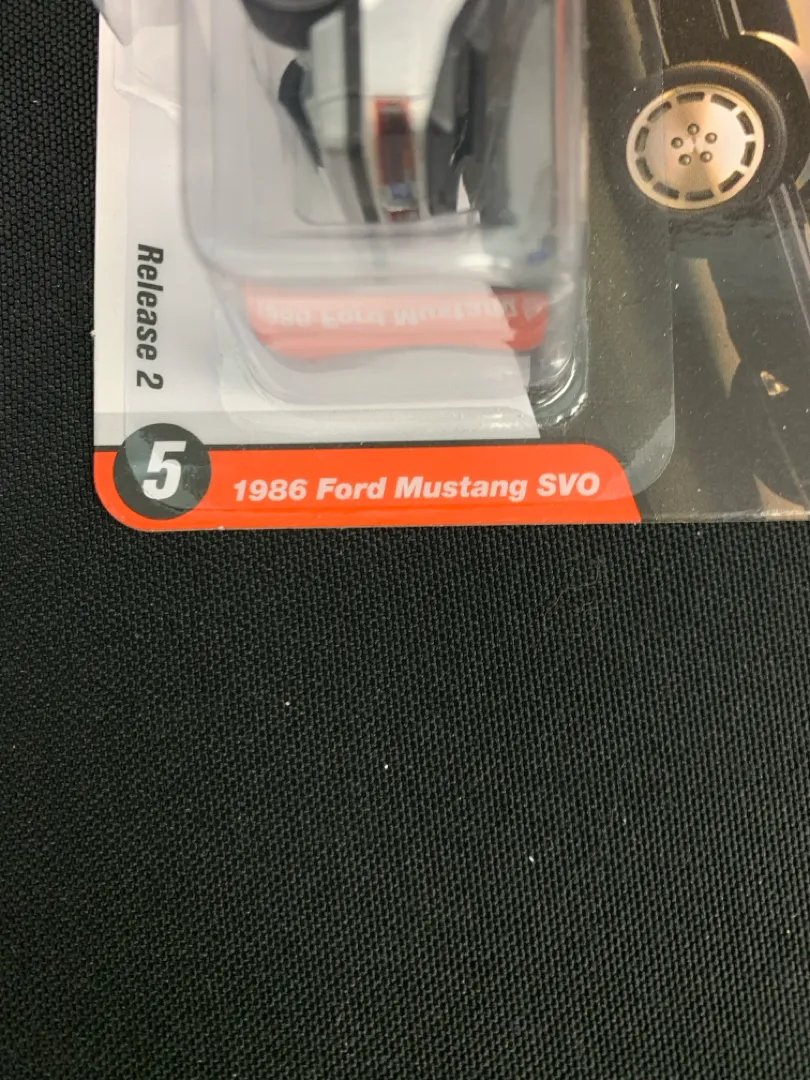 Release 2
5
1986 Ford Mustang SVO